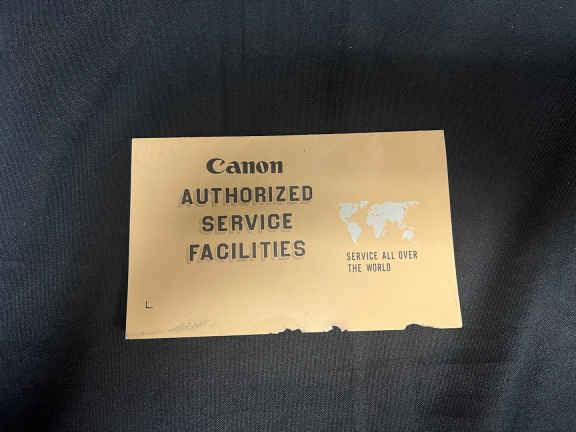 Canon
AUTHORIZED
SERVICE
FACILITIES
SERVICE ALL OVER
THE WORLD
L